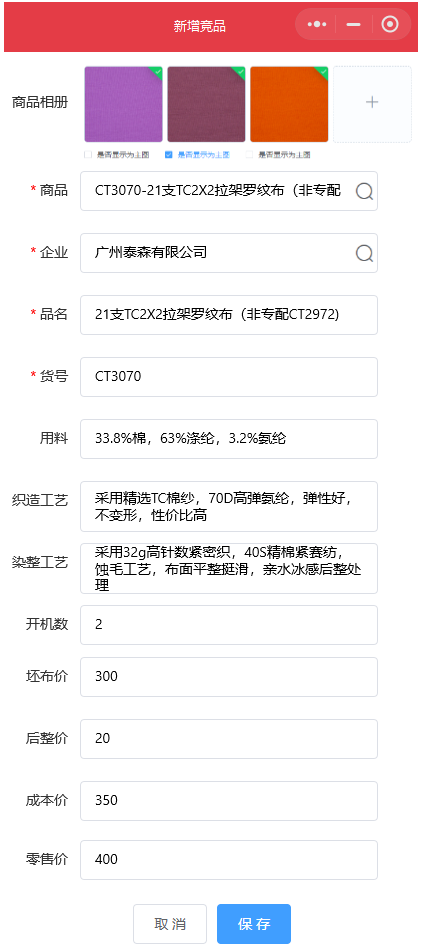 新增竞品
商品相册
是否显示为主图 是否显示为主图 是否显示为主图
* 商品 CT3070-21支TC2X2拉架罗纹布（非专配
* 企业 广州泰森有限公司
* 品名 21支TC2X2拉架罗纹布（非专配CT2972)
* 货号 CT3070
用料 33.8%棉，63%涤纶，3.2%氨纶
织造工艺 采用精选TC棉纱，70D高弹氨纶，弹性好，
不变形，性价比高
染整工艺 采用32g高针数紧密织，40S精棉紧赛纺，
蚀毛工艺，布面平整挺滑，亲水冰感后整处
理
开机数 2
坯布价 300
后整价 20
成本价 350
零售价 400
取消 保存